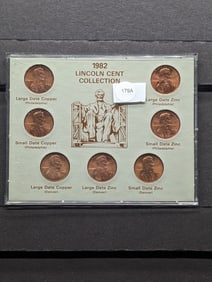 1982
LINCOLN CENT
COLLECTION
179A
Large Date Copper
(Philadelphia)
Large Date Zinc
(Philadelphia)
Small Date Copper
(Philadelphia)
Small Date Zinc
(Philadelphia)
Large Date Copper
(Denver)
Large Date Zinc
(Denver)
Small Date Zinc
(Denver)